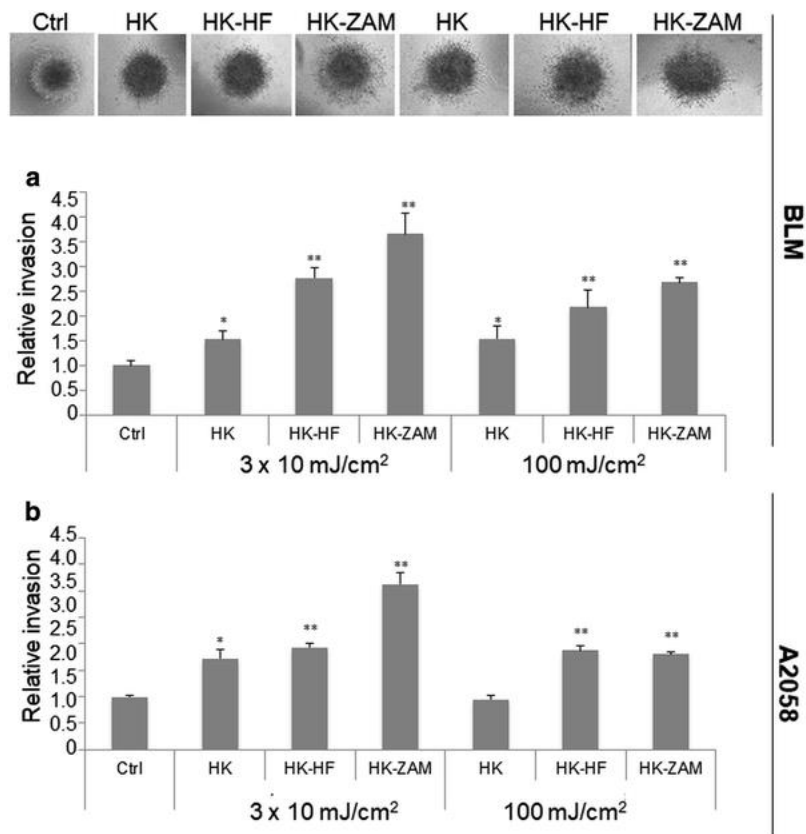 Ctrl HK HK-HF HK-ZAM HK HK-HF HK-ZAM
BLM
a
Relative invasion
4.5
4.0
3.5
3.0
2.5
2.0
1.5
1.0
0.5
0
* ** ** * ** **
Ctrl HK HK-HF HK-ZAM HK HK-HF HK-ZAM
3 x 10 mJ/cm² 100 mJ/cm²
A2058
b
Relative invasion
4.5
4.0
3.5
3.0
2.5
2.0
1.5
1.0
0.5
0
* ** ** ** **
Ctrl HK HK-HF HK-ZAM HK HK-HF HK-ZAM
3 x 10 mJ/cm² 100 mJ/cm²